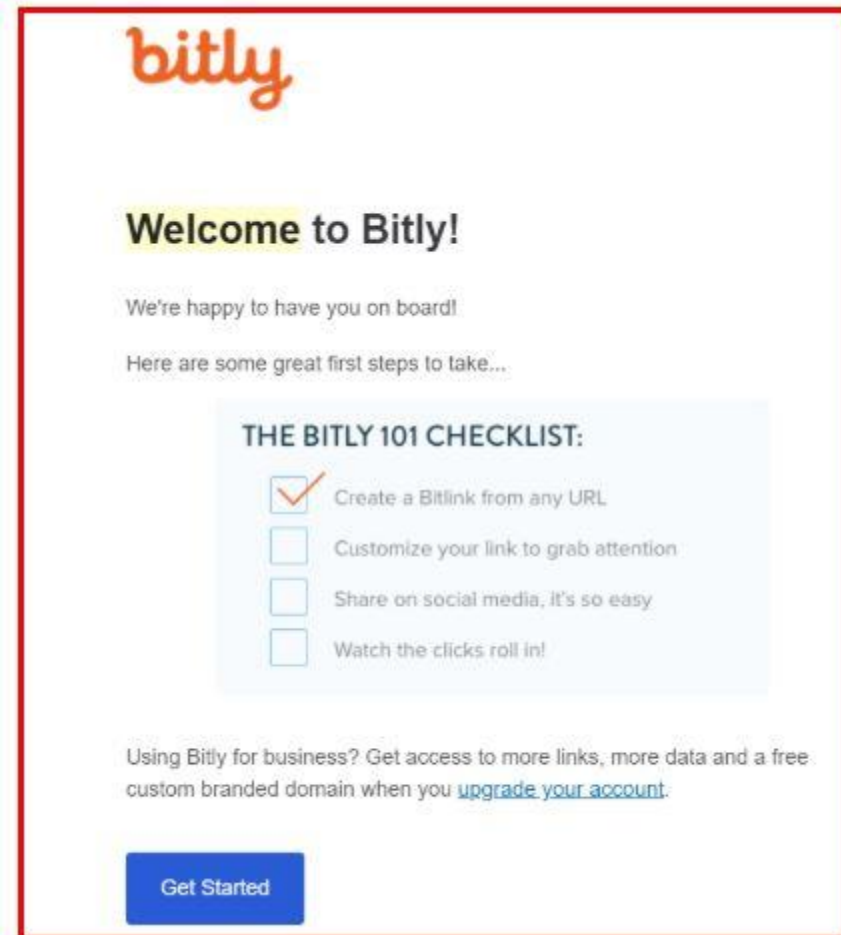 bitly
Welcome to Bitly!
We're happy to have you on board!
Here are some great first steps to take...
THE BITLY 101 CHECKLIST:
Create a Bitlink from any URL
Customize your link to grab attention
Share on social media, it's so easy
Watch the clicks roll in!
Using Bitly for business? Get access to more links, more data and a free
custom branded domain when you upgrade your account.
Get Started